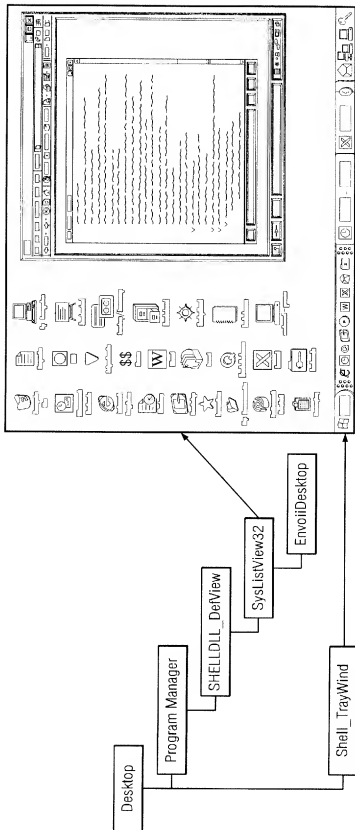 Desktop
Program Manager
SHELLDLL_DefView
SysListView32
EnvoiiDesktop
Shell_TrayWind
$$
W